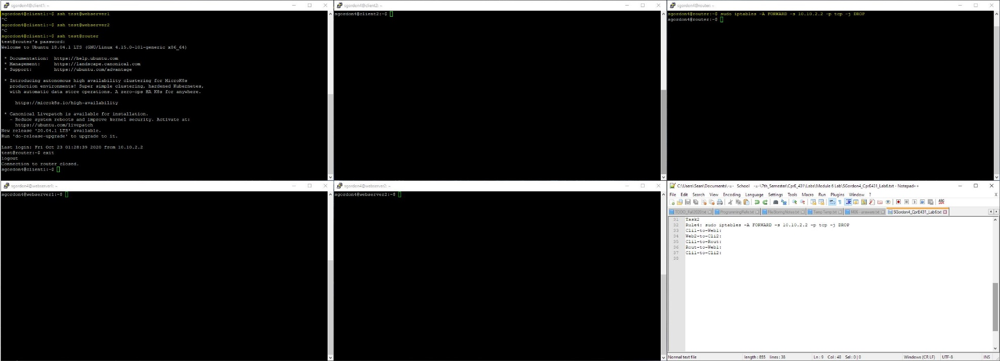 sgordon4@client1: ~
sgordon4@client1:~$ ssh test@webserver1
^C
sgordon4@client1:~$ ssh test@webserver2
^C
sgordon4@client1:~$ ssh test@router
test@router's password:
Welcome to Ubuntu 18.04.1 LTS (GNU/Linux 4.15.0-101-generic x86_64)
* Documentation:  https://help.ubuntu.com
* Management:     https://landscape.canonical.com
* Support:        https://ubuntu.com/advantage
* Introducing autonomous high availability clustering for MicroK8s
production environments! Super simple clustering, hardened Kubernetes,
with automatic data store operations. A zero-ops HA K8s for anywhere.
https://microk8s.io/high-availability
* Canonical Livepatch is available for installation.
- Reduce system reboots and improve kernel security. Activate at:
https://ubuntu.com/livepatch
New release '20.04.1 LTS' available.
Run 'do-release-upgrade' to upgrade to it.
Last login: Fri Oct 23 01:28:39 2020 from 10.10.2.2
test@router:~$ exit
logout
Connection to router closed.
sgordon4@client1:~$
sgordon4@client2: ~
sgordon4@client2:~$
sgordon4@router: ~
sgordon4@router:~$ sudo iptables -A FORWARD -s 10.10.2.2 -p tcp -j DROP
sgordon4@router:~$
sgordon4@webserver1: ~
sgordon4@webserver1:~$
sgordon4@webserver2: ~
sgordon4@webserver2:~$
C:\Users\Sean\Documents\-=- School  -=-\7th_Semester\CprE_431\Labs\Module 6 Lab\SGordon4_CprE431_Lab6.txt - Notepad++
File Edit Search View Encoding Language Settings Tools Macro Run Plugins Window ? X
TODO_Fall2020.txt ProgrammingRefs.txt FileStoringNotes.txt Temp Temp.txt M06 - answers.txt SGordon4_CprE431_Lab6.txt
31 Task2
32 Rule4: sudo iptables -A FORWARD -s 10.10.2.2 -p tcp -j DROP
33 Cli1-to-Web1:
34 Web2-to-Cli2:
35 Cli1-to-Rout:
36 Rout-to-Web1:
37 Cli1-to-Cli2:
38
Normal text file length : 855 lines : 38 Ln : 9 Col : 48 Sel : 0 | 0 Windows (CR LF) UTF-8 INS